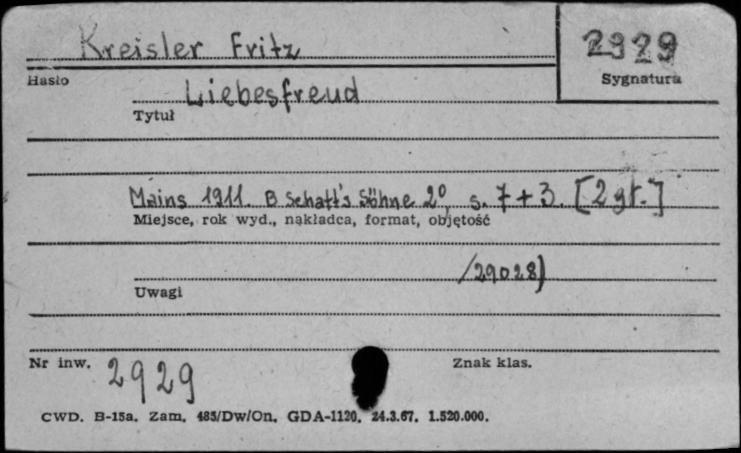 Kreisler Fritz
2929
Hasło
Sygnatura
Liebesfreud
Tytuł
Mains 1911. B Schott's Söhne 2º, s. 7+3. [2 gł.]
Miejsce, rok wyd., nakładca, format, objętość
/29028)
Uwagi
Nr inw. 2929
Znak klas.
CWD. B-15a. Zam. 485/Dw/On. GDA-1120. 24.3.67. 1.520.000.